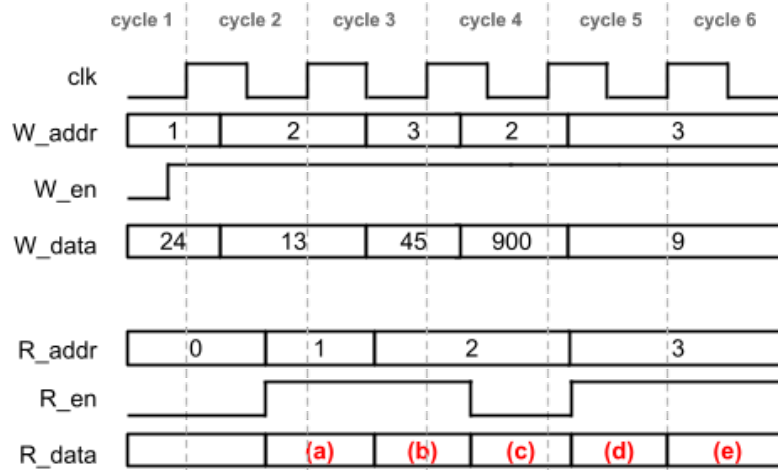 cycle 1 cycle 2 cycle 3 cycle 4 cycle 5 cycle 6
clk
W_addr 1 2 3 2 3
W_en
W_data 24 13 45 900 9
R_addr 0 1 2 3
R_en
R_data (a) (b) (c) (d) (e)